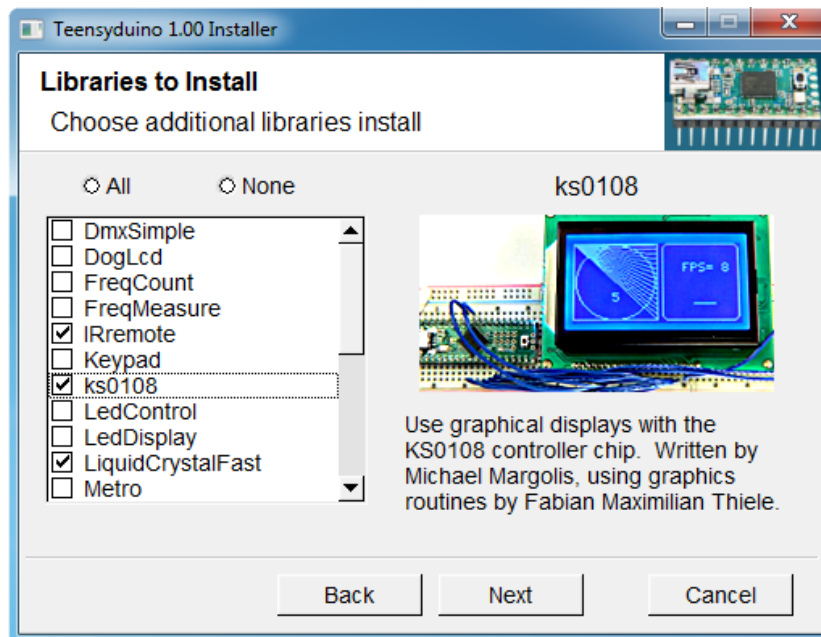 Teensyduino 1.00 Installer
Libraries to Install
Choose additional libraries install
All
None
DmxSimple
DogLcd
FreqCount
FreqMeasure
IRremote
Keypad
ks0108
LedControl
LedDisplay
LiquidCrystalFast
Metro
ks0108
FPS= 8
5
Use graphical displays with the
KS0108 controller chip.  Written by
Michael Margolis, using graphics
routines by Fabian Maximilian Thiele.
Back
Next
Cancel